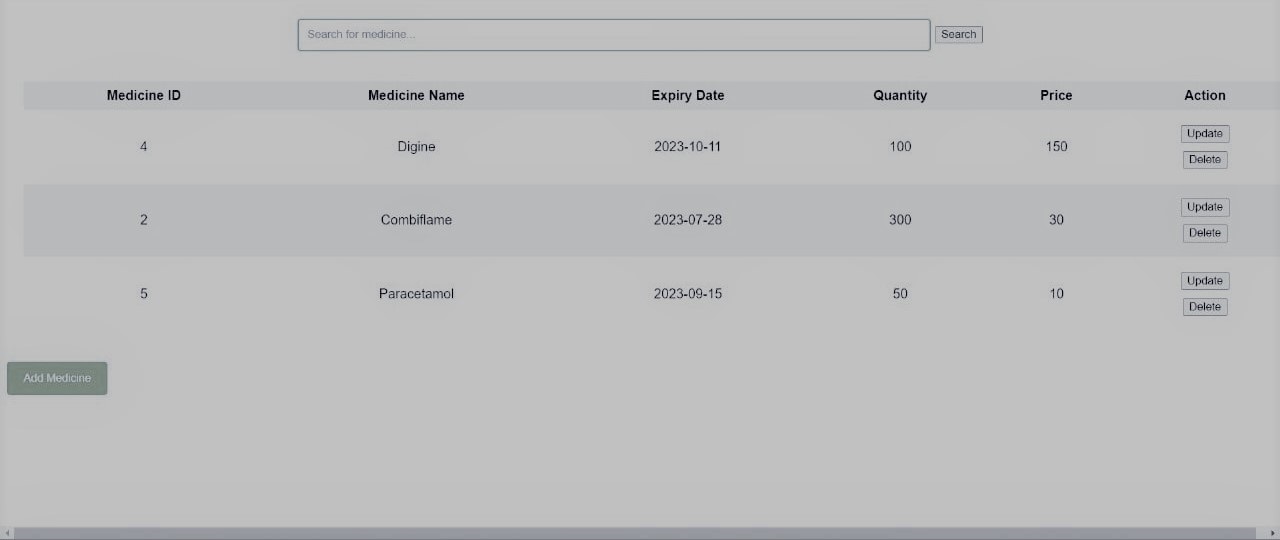 Search for medicine... Search
Medicine ID Medicine Name Expiry Date Quantity Price Action
4 Digine 2023-10-11 100 150 Update
Delete
2 Combiflame 2023-07-28 300 30 Update
Delete
5 Paracetamol 2023-09-15 50 10 Update
Delete
Add Medicine